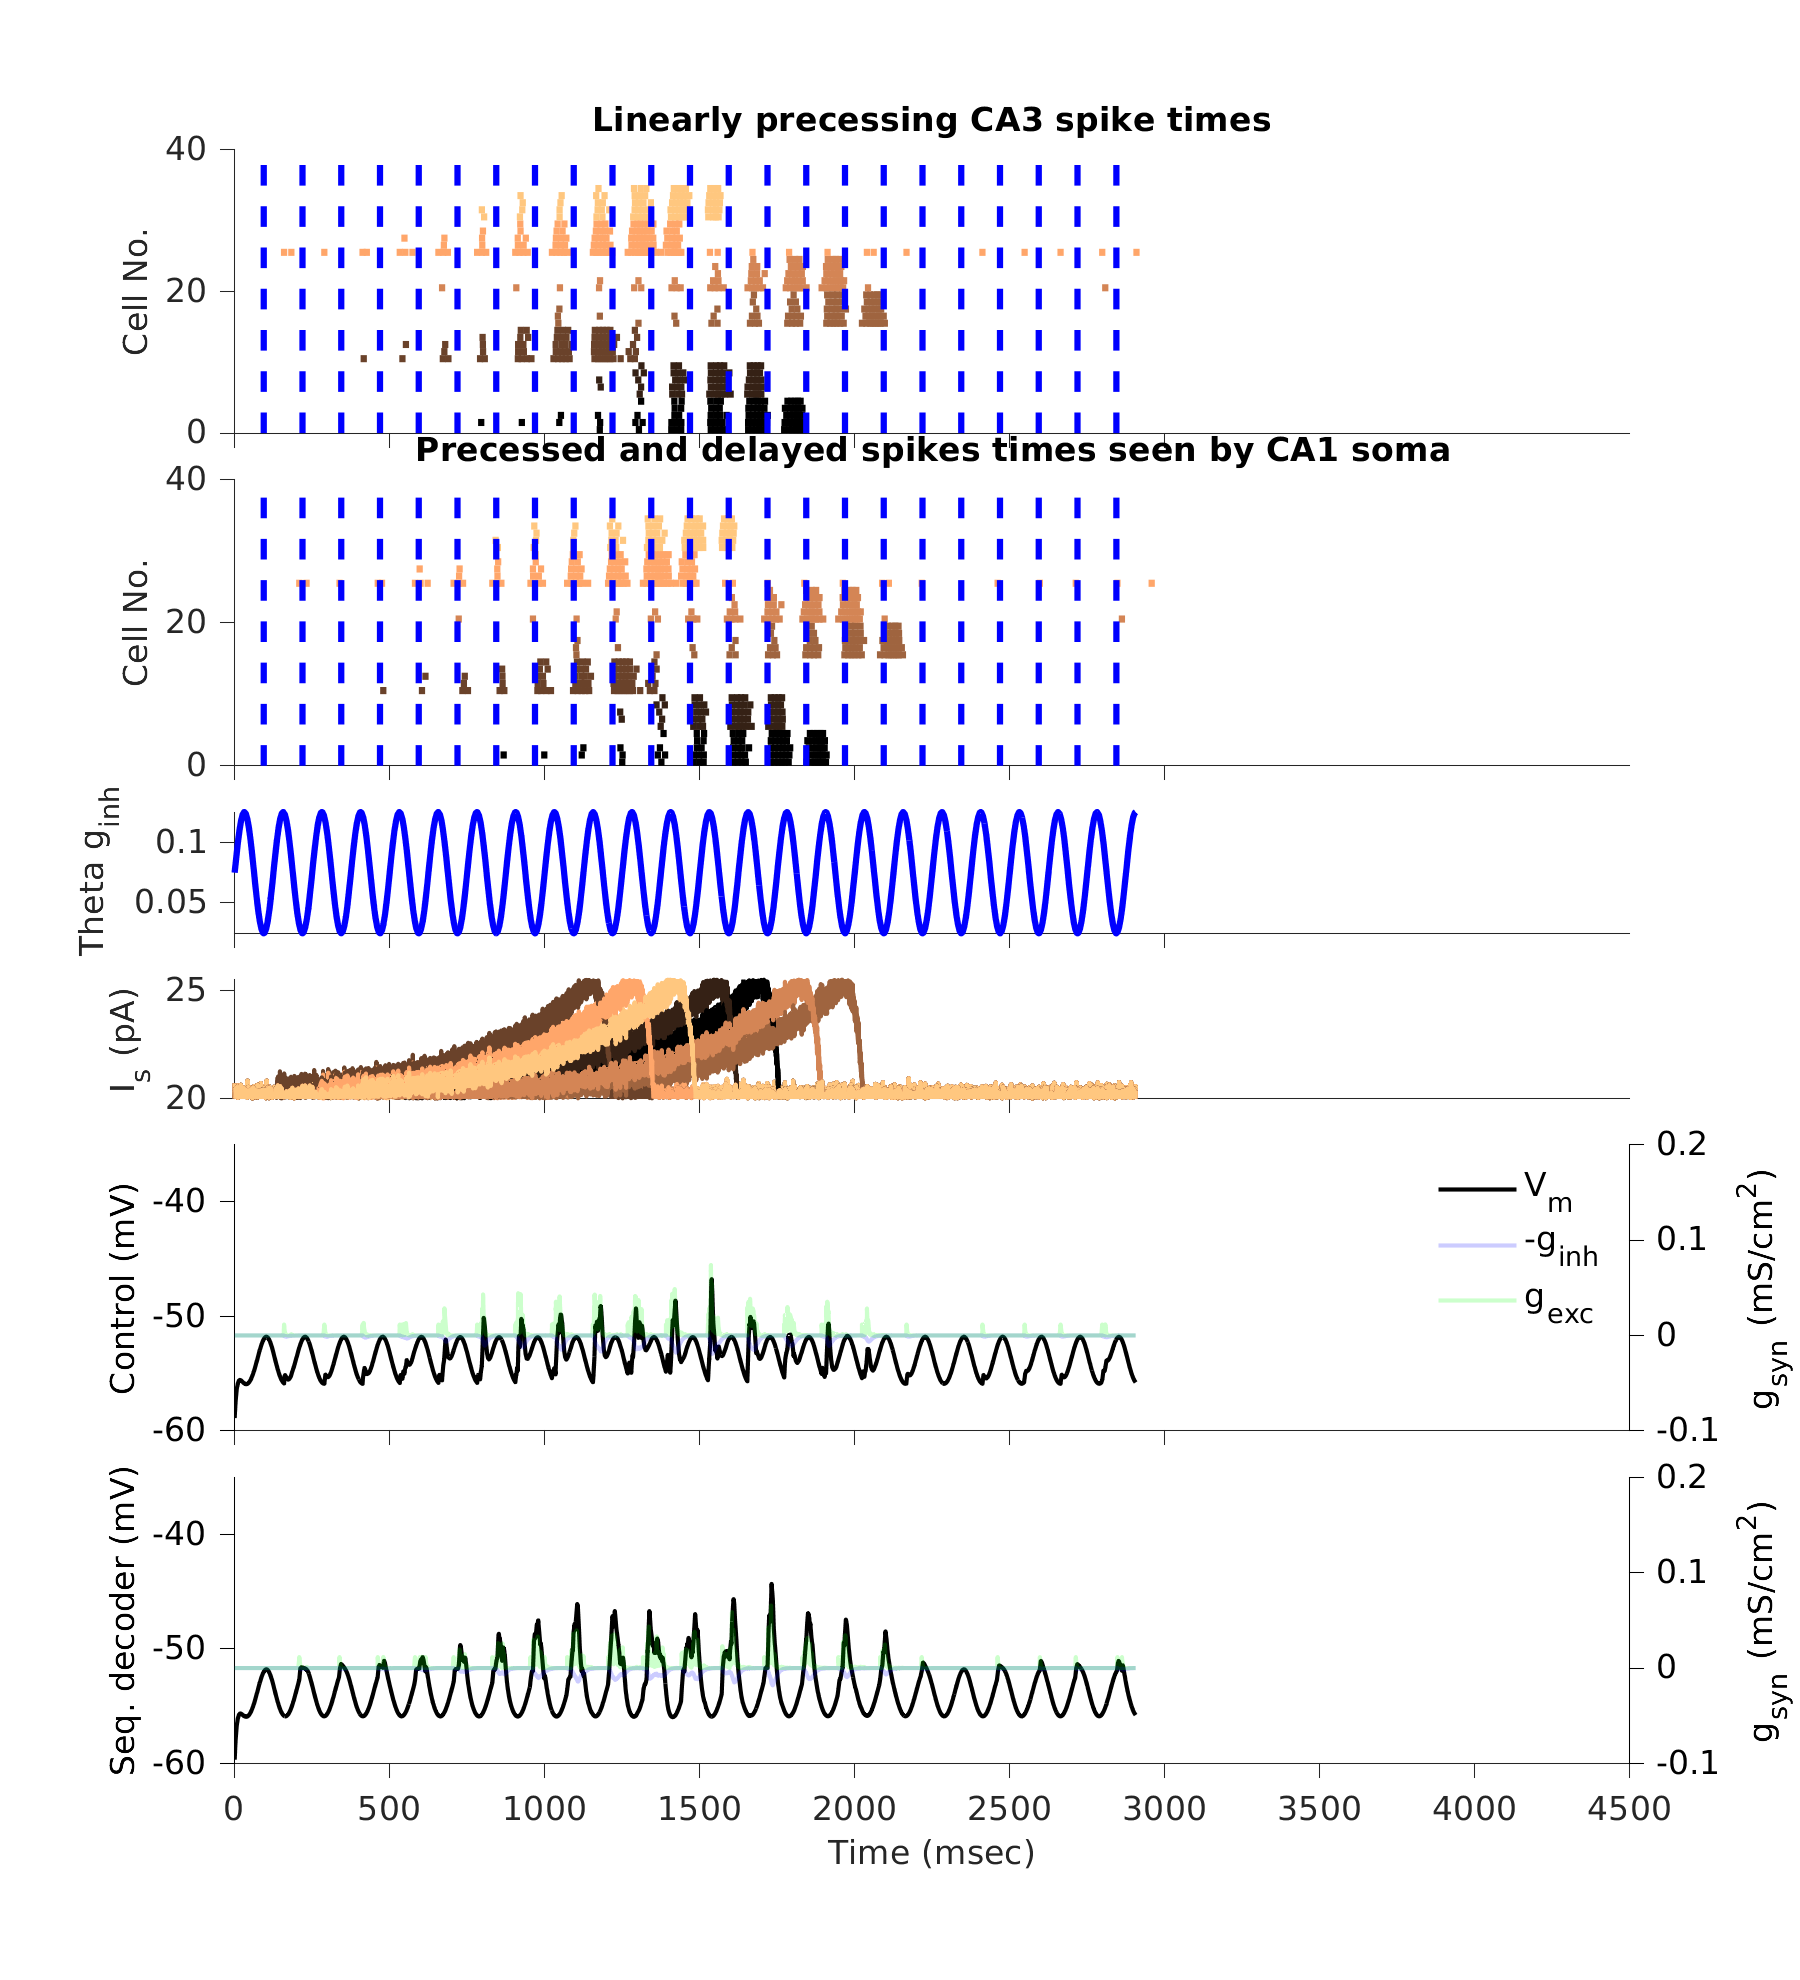 Linearly precessing CA3 spike times
40
20
0
Cell No.
Precessed and delayed spikes times seen by CA1 soma
40
20
0
Cell No.
0.1
0.05
Theta g_inh
25
20
I_s (pA)
-40
-50
-60
Control (mV)
V_m
-g_inh
g_exc
0.2
0.1
0
-0.1
g_syn (mS/cm^2)
-40
-50
-60
Seq. decoder (mV)
0.2
0.1
0
-0.1
g_syn (mS/cm^2)
0 500 1000 1500 2000 2500 3000 3500 4000 4500
Time (msec)